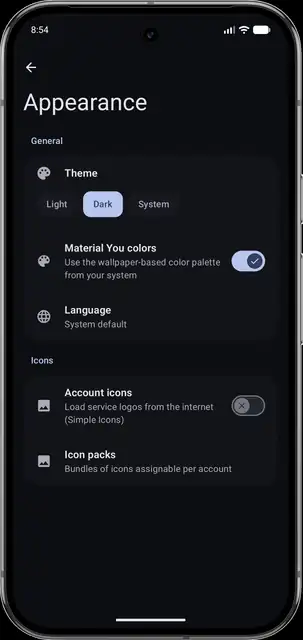 8:54
Appearance
General
Theme
Light Dark System
Material You colors
Use the wallpaper-based color palette
from your system
Language
System default
Icons
Account icons
Load service logos from the internet
(Simple Icons)
Icon packs
Bundles of icons assignable per account